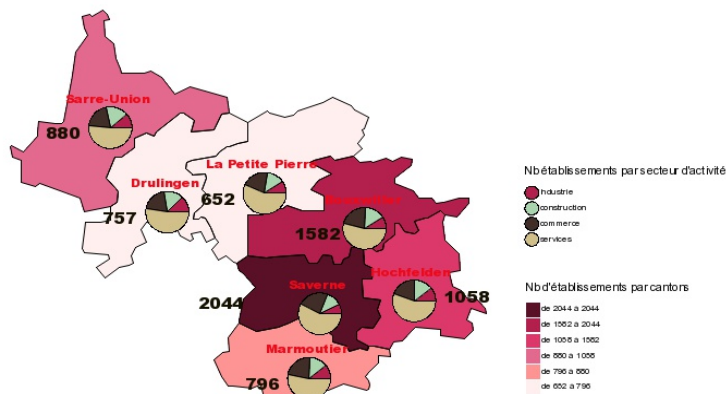 Sarre-Union
880
La Petite Pierre
652
Drulingen
757
1582
Hochfelden
1058
Saverne
2044
Marmoutier
796
Nb établissements par secteur d'activité
Industrie
construction
commerce
services
Nb d'établissements par cantons
de 2044 à 2044
de 1582 à 2044
de 1058 à 1582
de 880 à 1058
de 796 à 880
de 652 à 796